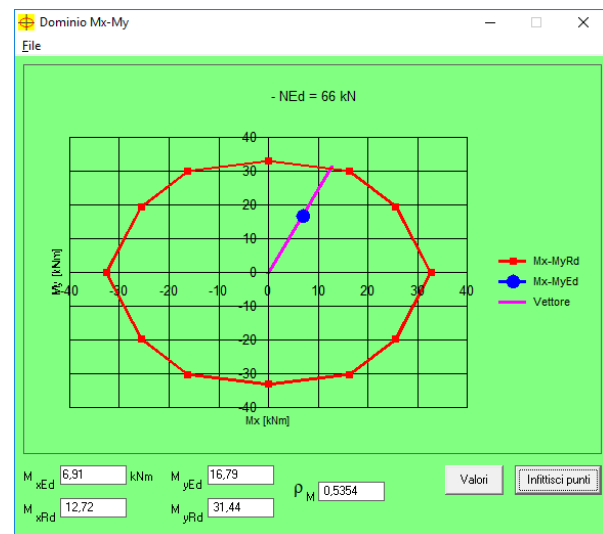 Dominio Mx-My
File
- NEd = 66 kN
40
30
20
10
0
-10
-20
-30
-40
-40 -30 -20 -10 0 10 20 30 40
My [kNm]
Mx [kNm]
Mx-MyRd
Mx-MyEd
Vettore
M xEd 6,91 kNm M yEd 16,79
M xRd 12,72 M yRd 31,44
ρ M 0,5354
Valori Infittisci punti